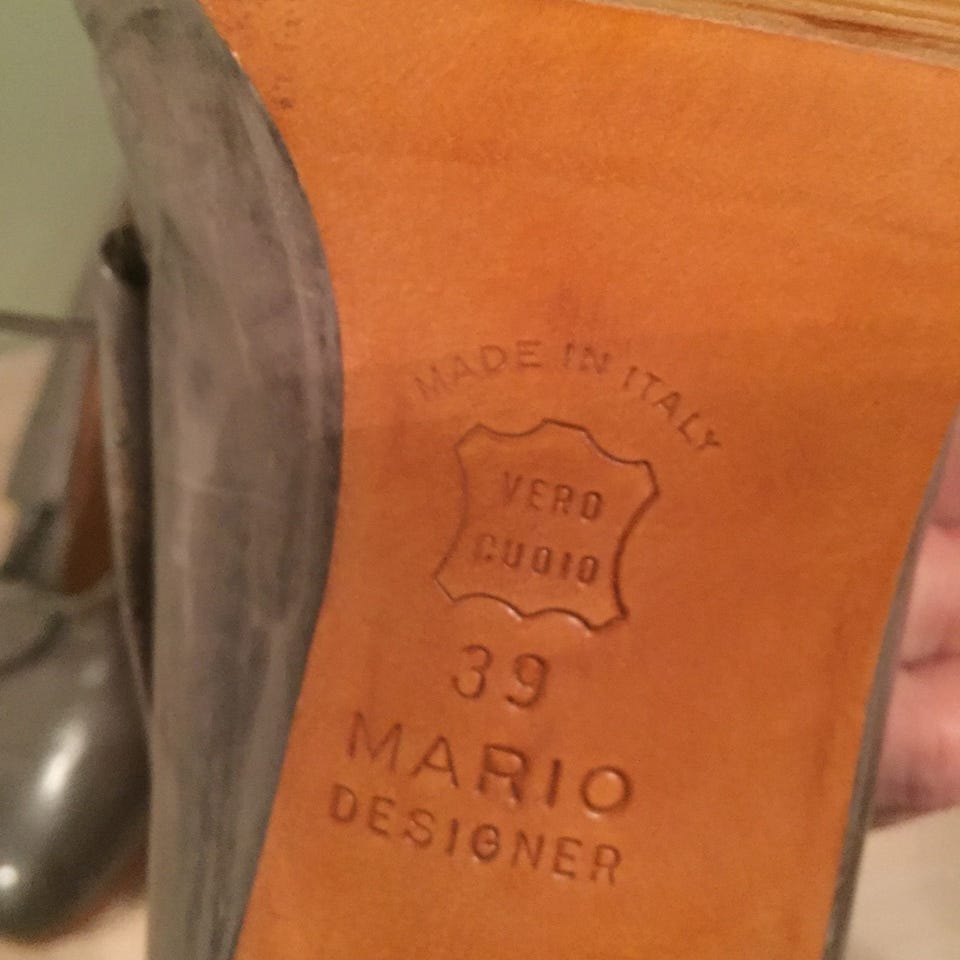 MADE IN ITALY
VERO
CUOIO
39
MARIO
DESIGNER